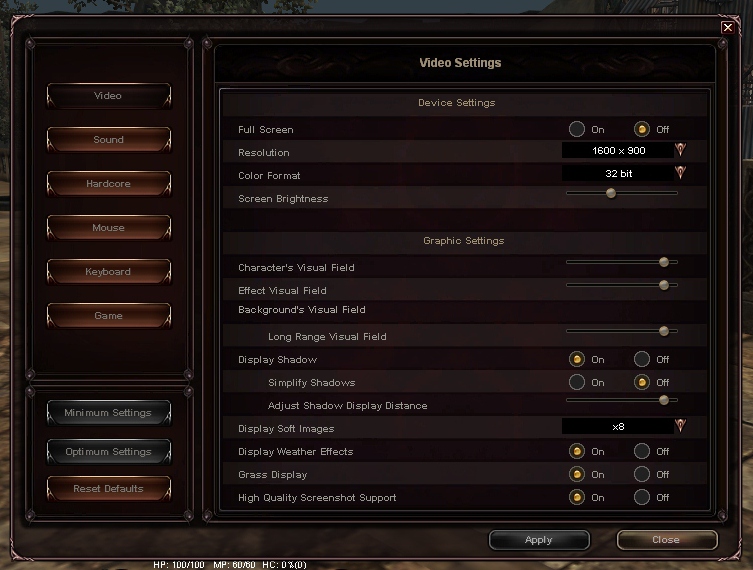 Video Settings
Video
Sound
Hardcore
Mouse
Keyboard
Game
Minimum Settings
Optimum Settings
Reset Defaults
Device Settings
Full Screen On Off
Resolution 1600 x 900
Color Format 32 bit
Screen Brightness
Graphic Settings
Character's Visual Field
Effect Visual Field
Background's Visual Field
Long Range Visual Field
Display Shadow On Off
Simplify Shadows On Off
Adjust Shadow Display Distance
Display Soft Images x8
Display Weather Effects On Off
Grass Display On Off
High Quality Screenshot Support On Off
Apply Close
HP: 100/100 MP: 60/60 HC: 0%(0)